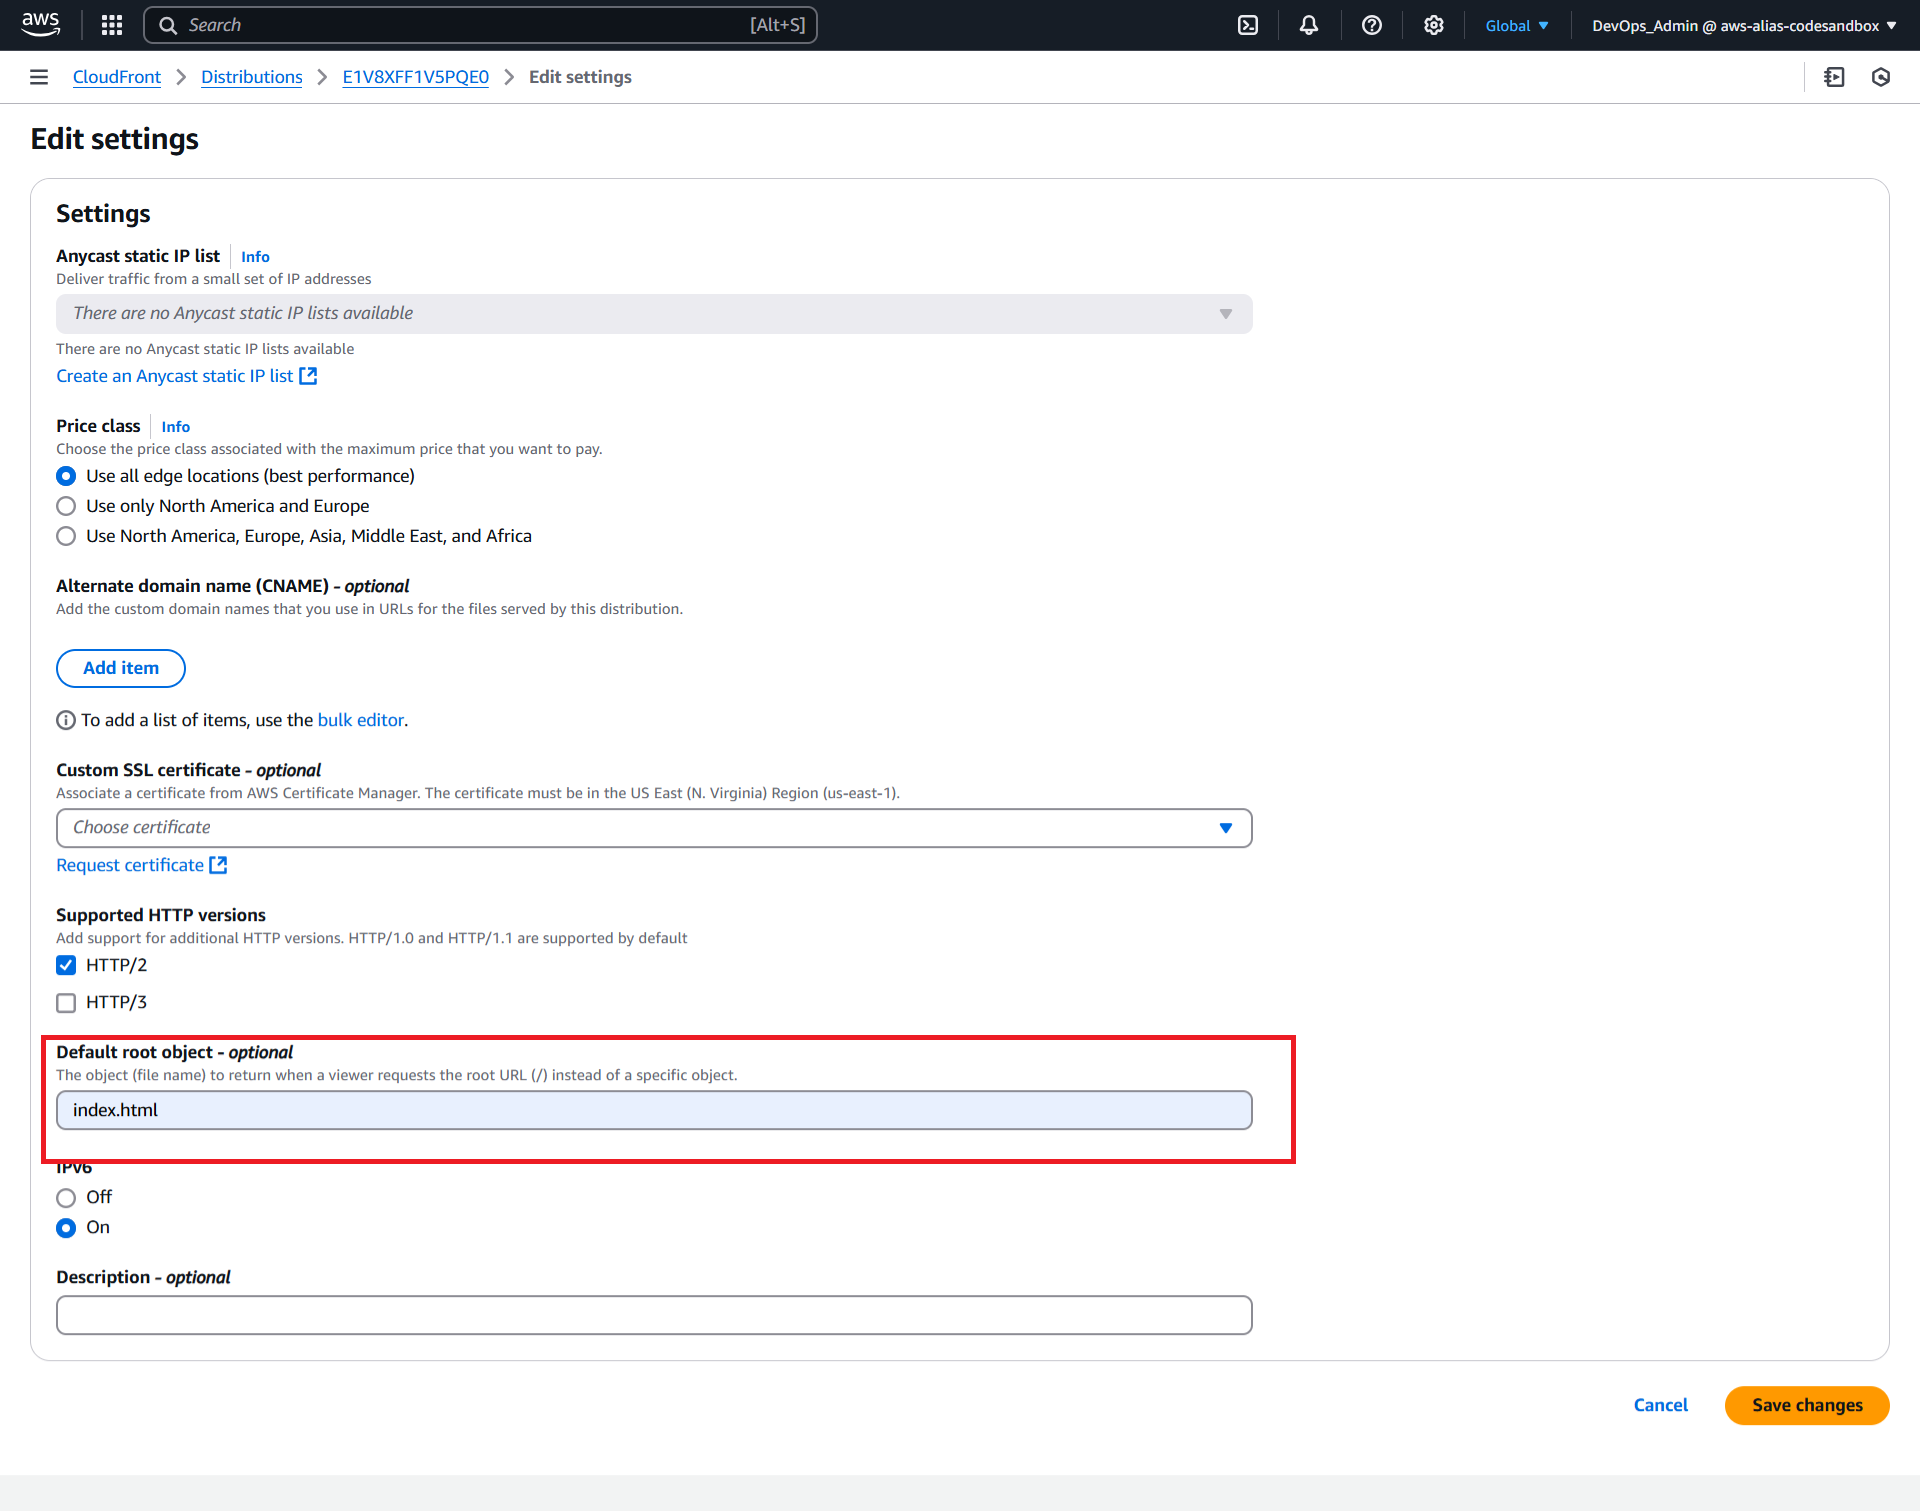 aws
Search [Alt+S]
Global
DevOps_Admin @ aws-alias-codesandbox
CloudFront
Distributions
E1V8XFF1V5PQE0
Edit settings
Edit settings
Settings
Anycast static IP list Info
Deliver traffic from a small set of IP addresses
There are no Anycast static IP lists available
There are no Anycast static IP lists available
Create an Anycast static IP list
Price class Info
Choose the price class associated with the maximum price that you want to pay.
Use all edge locations (best performance)
Use only North America and Europe
Use North America, Europe, Asia, Middle East, and Africa
Alternate domain name (CNAME) - optional
Add the custom domain names that you use in URLs for the files served by this distribution.
Add item
To add a list of items, use the bulk editor.
Custom SSL certificate - optional
Associate a certificate from AWS Certificate Manager. The certificate must be in the US East (N. Virginia) Region (us-east-1).
Choose certificate
Request certificate
Supported HTTP versions
Add support for additional HTTP versions. HTTP/1.0 and HTTP/1.1 are supported by default
HTTP/2
HTTP/3
Default root object - optional
The object (file name) to return when a viewer requests the root URL (/) instead of a specific object.
index.html
IPv6
Off
On
Description - optional
Cancel
Save changes